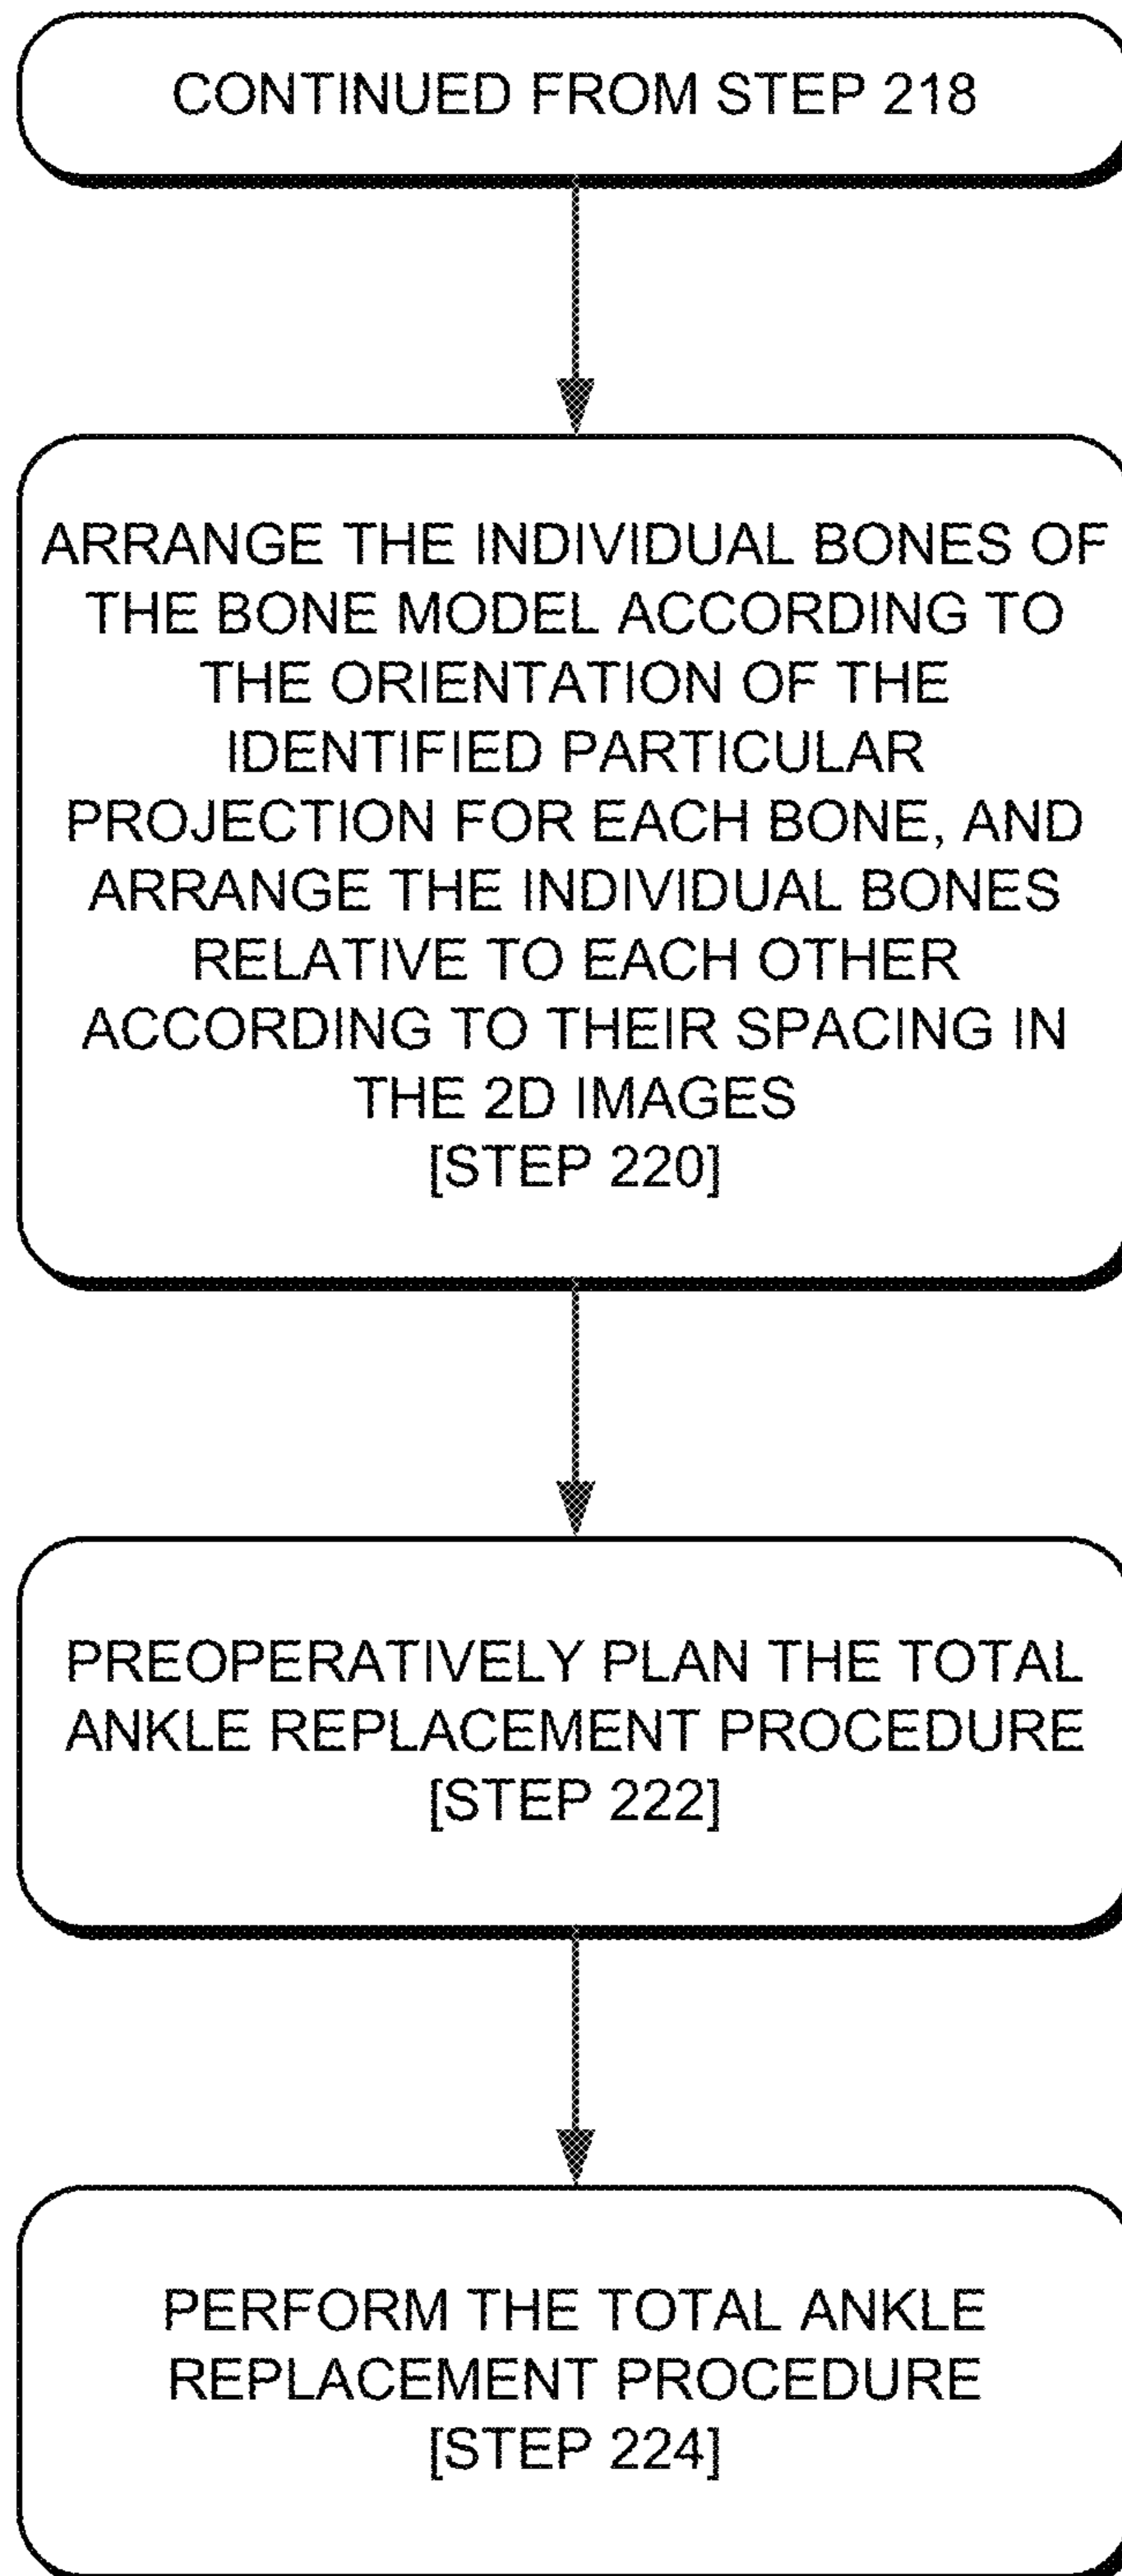 CONTINUED FROM STEP 218
ARRANGE THE INDIVIDUAL BONES OF
THE BONE MODEL ACCORDING TO
THE ORIENTATION OF THE
IDENTIFIED PARTICULAR
PROJECTION FOR EACH BONE, AND
ARRANGE THE INDIVIDUAL BONES
RELATIVE TO EACH OTHER
ACCORDING TO THEIR SPACING IN
THE 2D IMAGES
[STEP 220]
PREOPERATIVELY PLAN THE TOTAL
ANKLE REPLACEMENT PROCEDURE
[STEP 222]
PERFORM THE TOTAL ANKLE
REPLACEMENT PROCEDURE
[STEP 224]